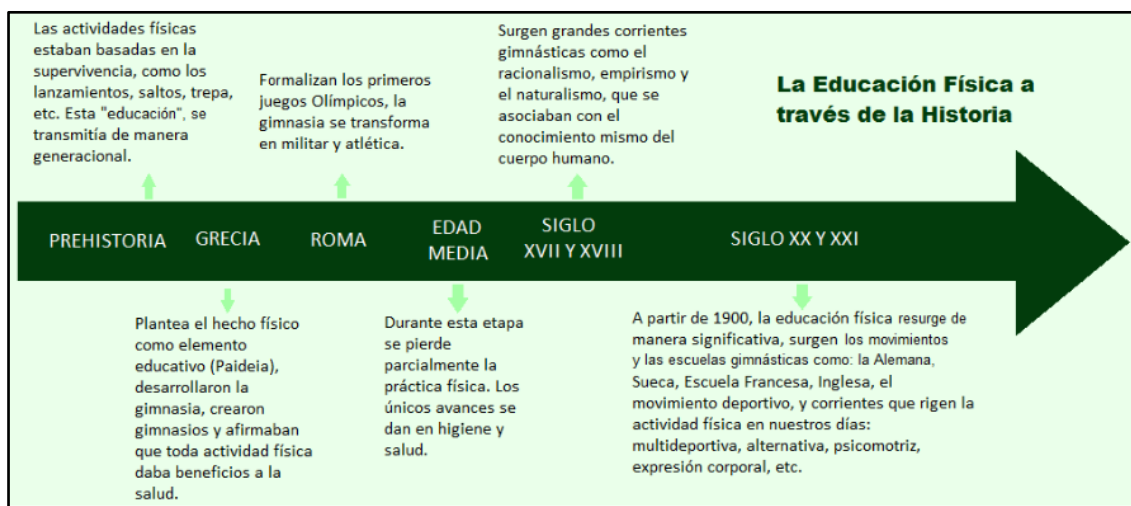 Las actividades físicas
estaban basadas en la
supervivencia, como los
lanzamientos, saltos, trepa,
etc. Esta "educación", se
transmitía de manera
generacional.
Formalizan los primeros
juegos Olímpicos, la
gimnasia se transforma
en militar y atlética.
Surgen grandes corrientes
gimnásticas como el
racionalismo, empirismo y
el naturalismo, que se
asociaban con el
conocimiento mismo del
cuerpo humano.
La Educación Física a
través de la Historia
PREHISTORIA
GRECIA
ROMA
EDAD
MEDIA
SIGLO
XVII Y XVIII
SIGLO XX Y XXI
Plantea el hecho físico
como elemento
educativo (Paideia),
desarrollaron la
gimnasia, crearon
gimnasios y afirmaban
que toda actividad física
daba beneficios a la
salud.
Durante esta etapa
se pierde
parcialmente la
práctica física. Los
únicos avances se
dan en higiene y
salud.
A partir de 1900, la educación física resurge de
manera significativa, surgen los movimientos
y las escuelas gimnásticas como: la Alemana,
Sueca, Escuela Francesa, Inglesa, el
movimiento deportivo, y corrientes que rigen la
actividad física en nuestros días:
multideportiva, alternativa, psicomotriz,
expresión corporal, etc.